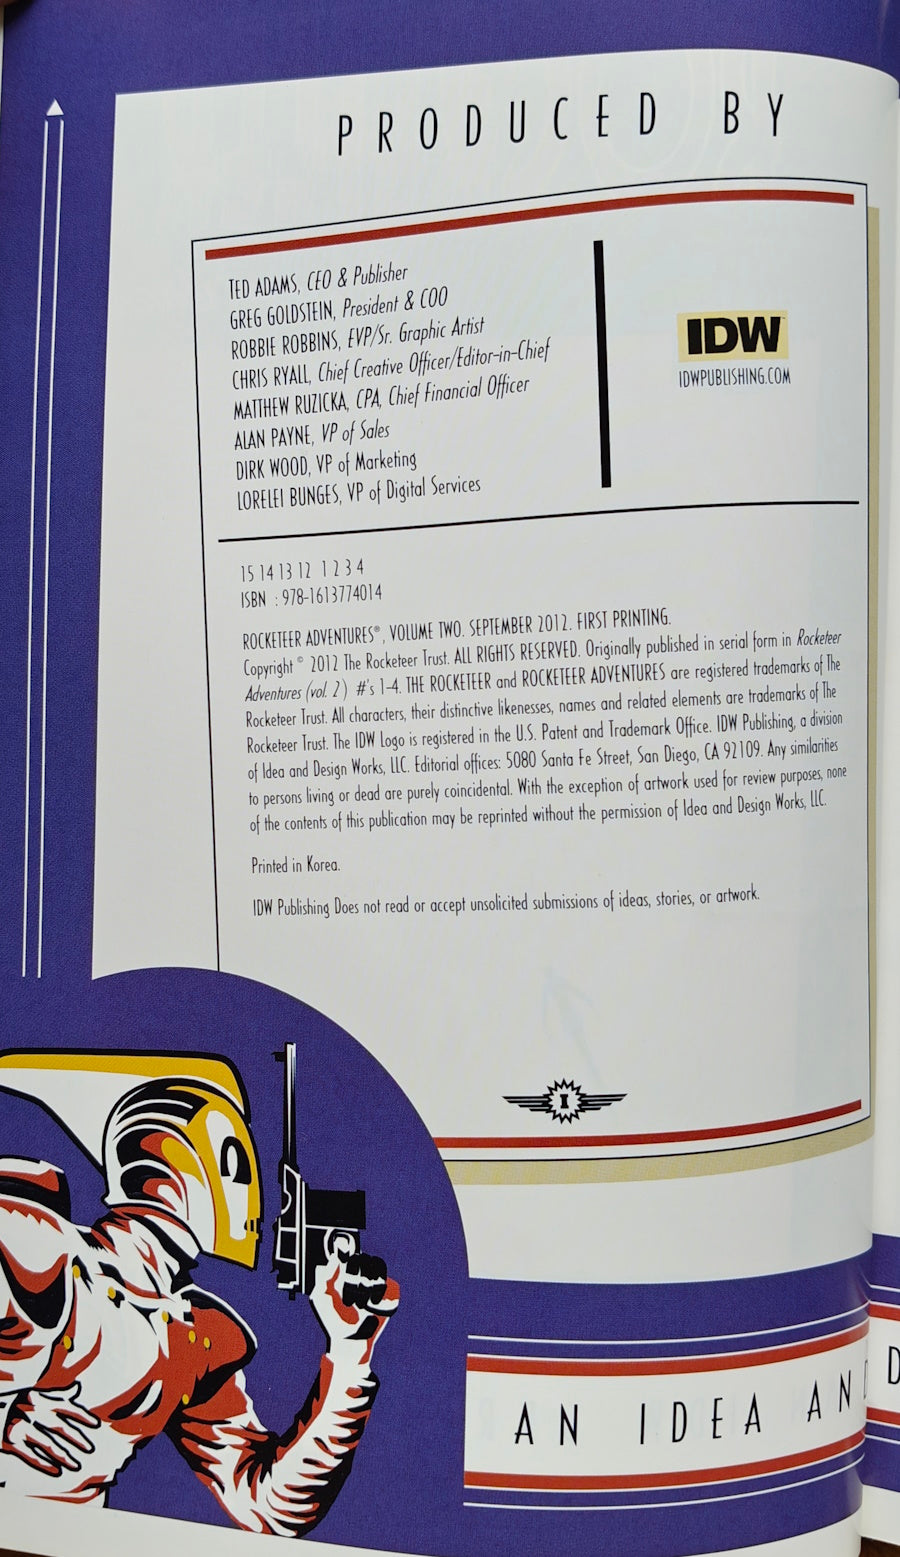 PRODUCED BY
TED ADAMS, CEO & Publisher
GREG GOLDSTEIN, President & COO
ROBBIE ROBBINS, EVP/Sr. Graphic Artist
CHRIS RYALL, Chief Creative Officer/Editor-in-Chief
MATTHEW RUZICKA, CPA, Chief Financial Officer
ALAN PAYNE, VP of Sales
DIRK WOOD, VP of Marketing
LORELEI BUNGES, VP of Digital Services
IDW
IDWPUBLISHING.COM
15 14 13 12 1 2 3 4
ISBN : 978-1613774014
ROCKETEER ADVENTURES®, VOLUME TWO. SEPTEMBER 2012. FIRST PRINTING.
Copyright © 2012 The Rocketeer Trust. ALL RIGHTS RESERVED. Originally published in serial form in Rocketeer
Adventures (vol. 2) #'s 1-4. THE ROCKETEER and ROCKETEER ADVENTURES are registered trademarks of The
Rocketeer Trust. All characters, their distinctive likenesses, names and related elements are trademarks of The
Rocketeer Trust. The IDW Logo is registered in the U.S. Patent and Trademark Office. IDW Publishing, a division
of Idea and Design Works, LLC. Editorial offices: 5080 Santa Fe Street, San Diego, CA 92109. Any similarities
to persons living or dead are purely coincidental. With the exception of artwork used for review purposes, none
of the contents of this publication may be reprinted without the permission of Idea and Design Works, LLC.
Printed in Korea.
IDW Publishing Does not read or accept unsolicited submissions of ideas, stories, or artwork.
I
AN IDEA AND D